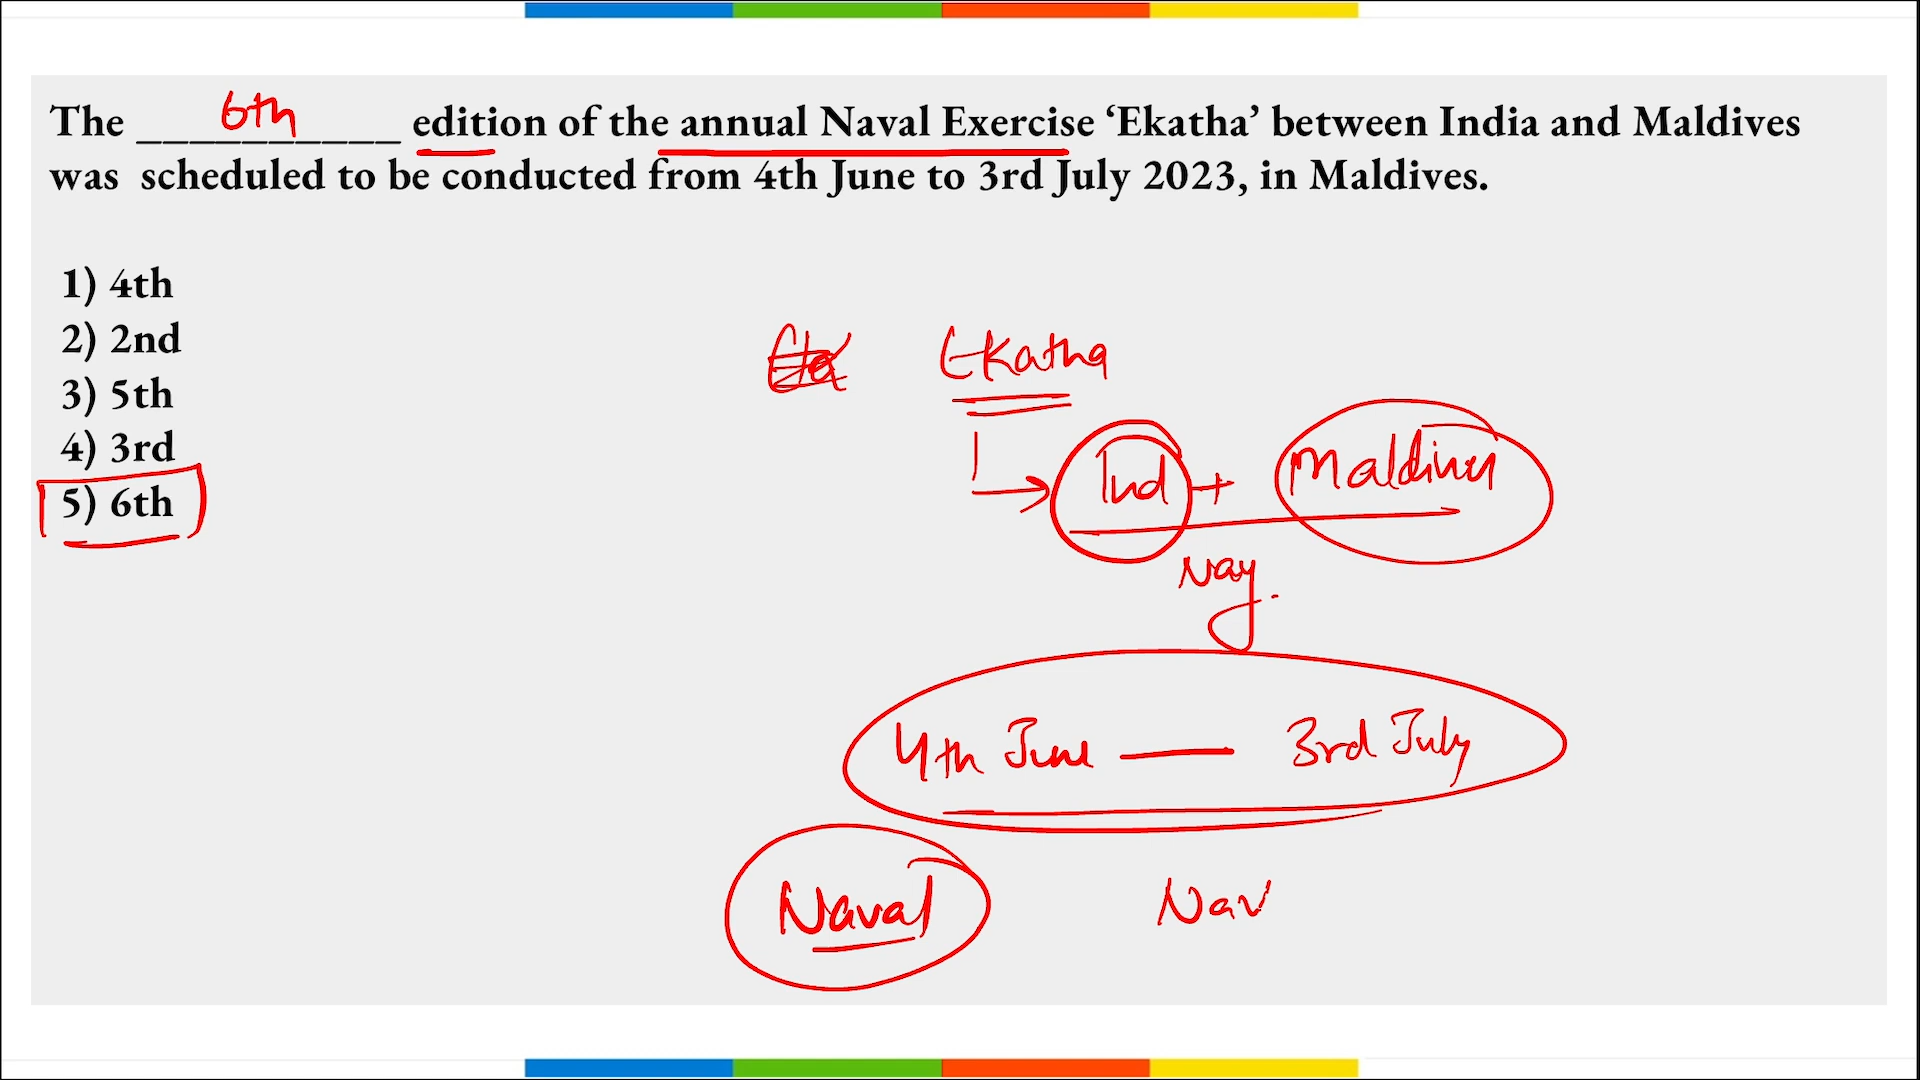 The 6th edition of the annual Naval Exercise ‘Ekatha’ between India and Maldives
was scheduled to be conducted from 4th June to 3rd July 2023, in Maldives.
1) 4th
2) 2nd
3) 5th
4) 3rd
5) 6th
Ekatha
Ind + Maldives
4th June — 3rd July
Naval Nav